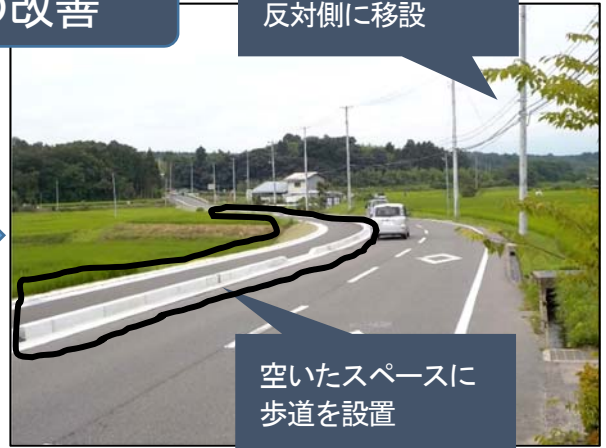 の改善
反対側に移設
空いたスペースに
歩道を設置